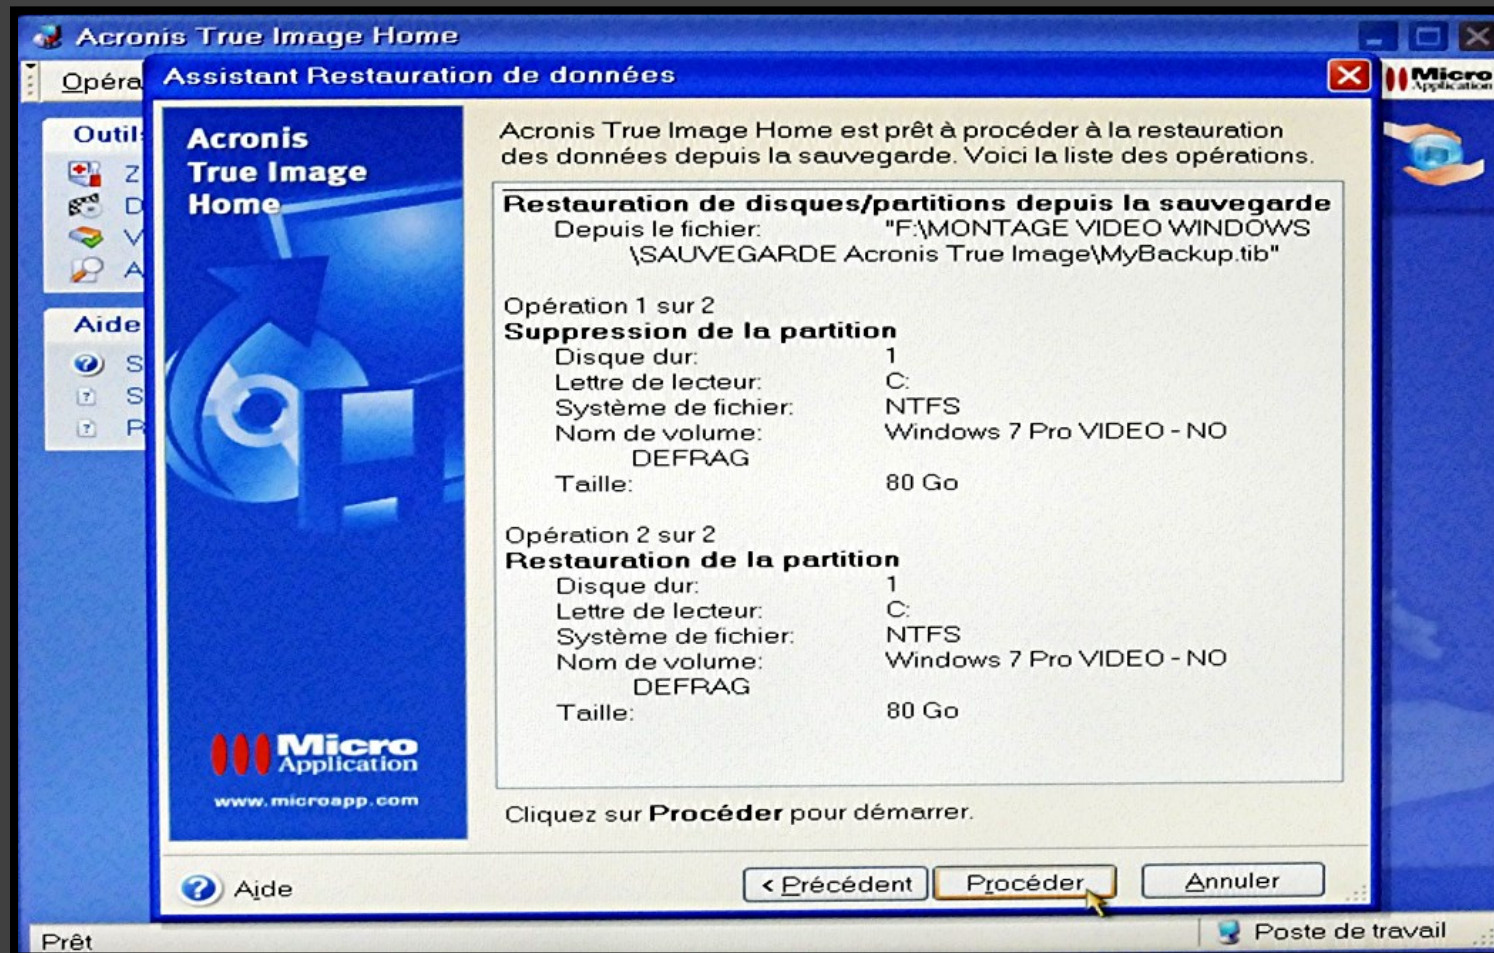 Acronis True Image Home
Opéra
Assistant Restauration de données
Micro
Application
Outil
Z
D
V
A
Aide
S
S
P
Acronis
True Image
Home
Acronis True Image Home est prêt à procéder à la restauration
des données depuis la sauvegarde. Voici la liste des opérations.
Restauration de disques/partitions depuis la sauvegarde
Depuis le fichier: "F:\MONTAGE VIDEO WINDOWS
\SAUVEGARDE Acronis True Image\MyBackup.tib"
Opération 1 sur 2
Suppression de la partition
Disque dur: 1
Lettre de lecteur: C:
Système de fichier: NTFS
Nom de volume: Windows 7 Pro VIDEO - NO
DEFRAG
Taille: 80 Go
Opération 2 sur 2
Restauration de la partition
Disque dur: 1
Lettre de lecteur: C:
Système de fichier: NTFS
Nom de volume: Windows 7 Pro VIDEO - NO
DEFRAG
Taille: 80 Go
Micro
Application
www.microapp.com
Cliquez sur Procéder pour démarrer.
Aide
< Précédent
Procéder
Annuler
Prêt
Poste de travail